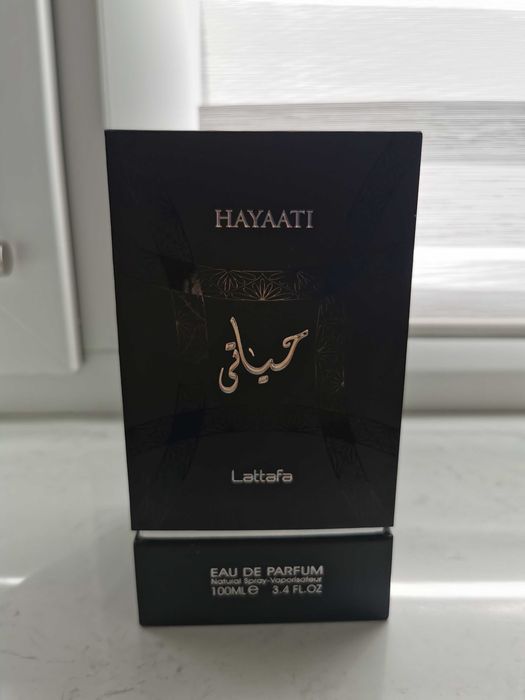 HAYAATI
حياتي
Lattafa
EAU DE PARFUM
Natural Spray-Vaporisateur
100ML℮ 3.4 FL.OZ